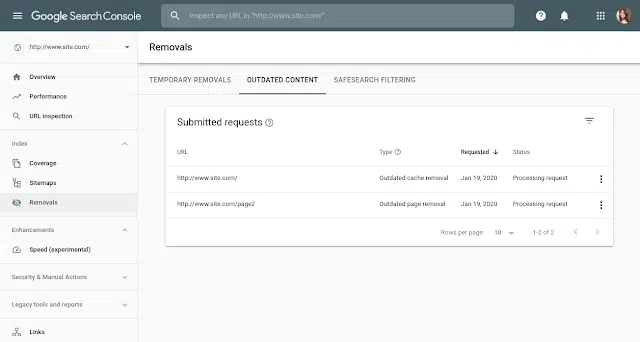 Google Search Console
Inspect any URL in "http://www.site.com/"
http://www.site.com/
Removals
Overview
Performance
URL inspection
Index
Coverage
Sitemaps
Removals
Enhancements
Speed (experimental)
Security & Manual Actions
Legacy tools and reports
Links
TEMPORARY REMOVALS OUTDATED CONTENT SAFESEARCH FILTERING
Submitted requests
URL Type Requested Status
http://www.site.com/ Outdated cache removal Jan 19, 2020 Processing request
http://www.site.com/page2 Outdated page removal Jan 19, 2020 Processing request
Rows per page: 10 1-2 of 2